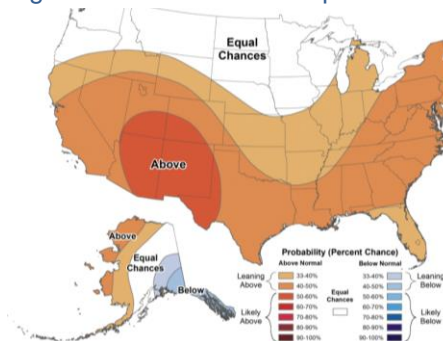 Equal
Chances
Above
Above
Equal
Chances
Below
Probability (Percent Chance)
Above Normal
Below Normal
Leaning
Above
33-40%
40-50%
Likely
Above
50-60%
60-70%
70-80%
80-90%
90-100%
Equal
Chances
33-40%
40-50%
Leaning
Below
50-60%
60-70%
70-80%
80-90%
90-100%
Likely
Below